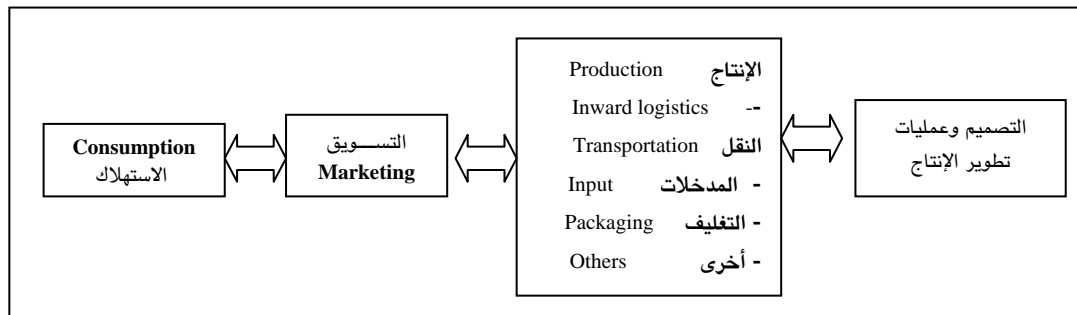 التصميم وعمليات
تطوير الإنتاج
الإنتاج Production
-- Inward logistics
النقل Transportation
- المدخلات Input
- التغليف Packaging
- أخرى Others
التسويق
Marketing
Consumption
الاستهلاك